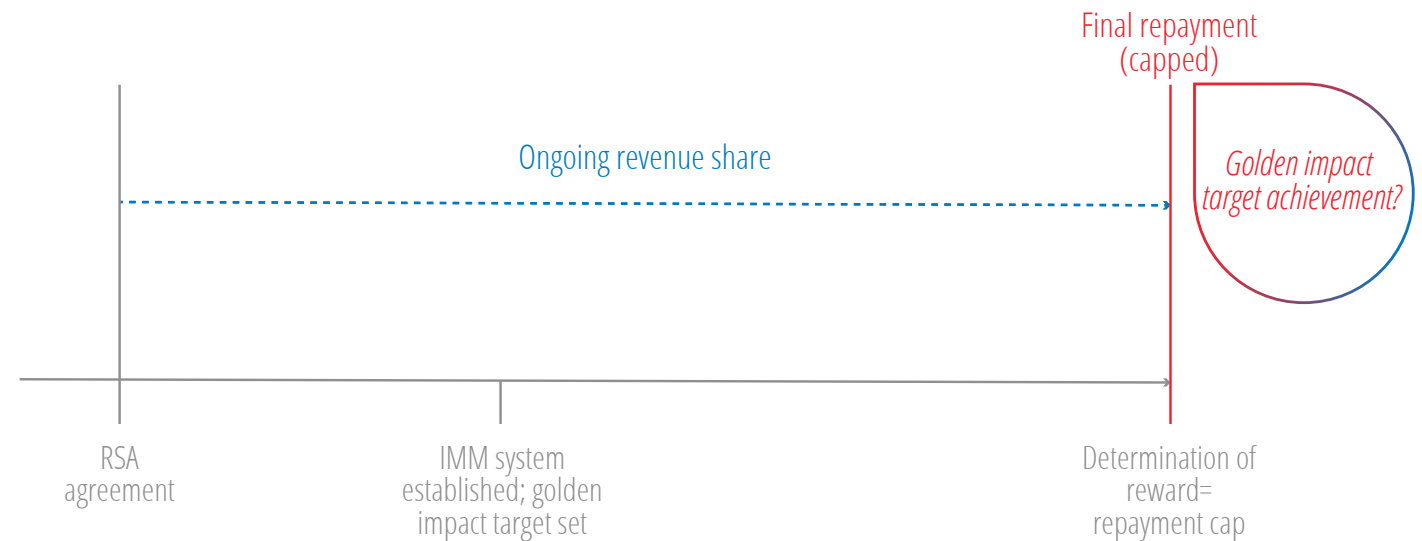 Final repayment
(capped)
Ongoing revenue share
Golden impact
target achievement?
RSA
agreement
IMM system
established; golden
impact target set
Determination of
reward=
repayment cap